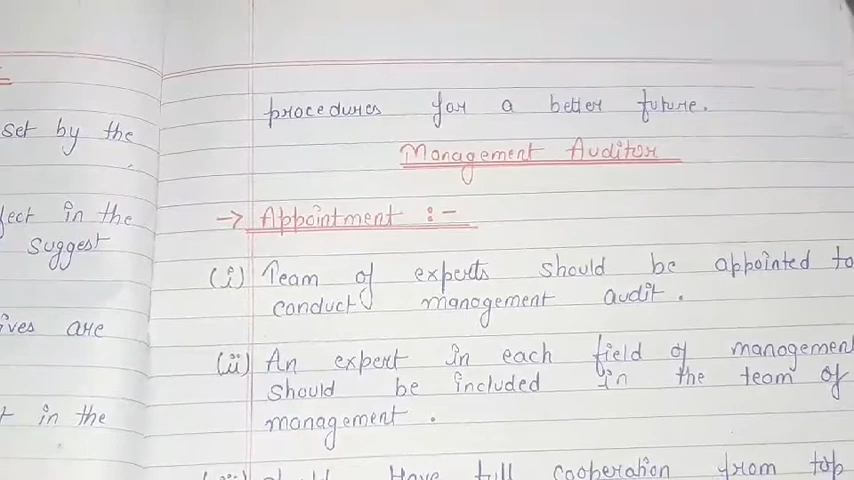 set by the
ject in the
suggest
ives are
t in the
procedures for a better future.
Management Auditor
→ Appointment :-
(i) Team of experts should be appointed to
conduct management audit.
(ii) An expert in each field of management
should be included in the team of
management.
Have full cooperation from top